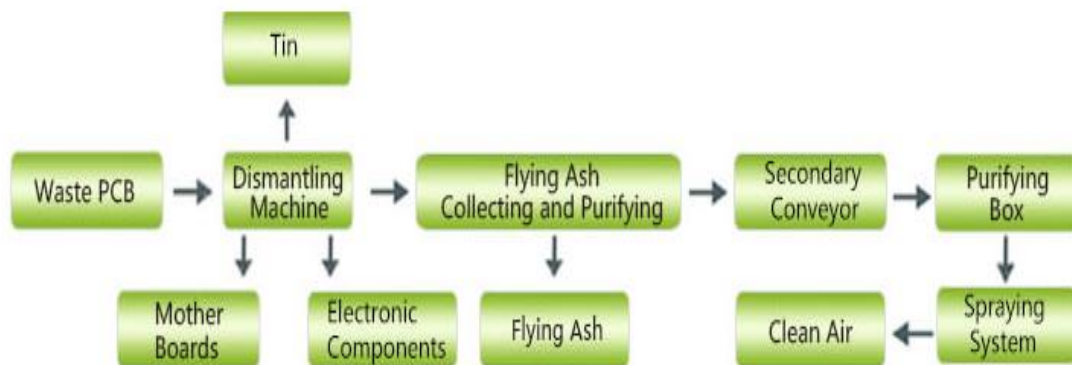 Tin
Waste PCB
Dismantling
Machine
Flying Ash
Collecting and Purifying
Secondary
Conveyor
Purifying
Box
Mother
Boards
Electronic
Components
Flying Ash
Clean Air
Spraying
System